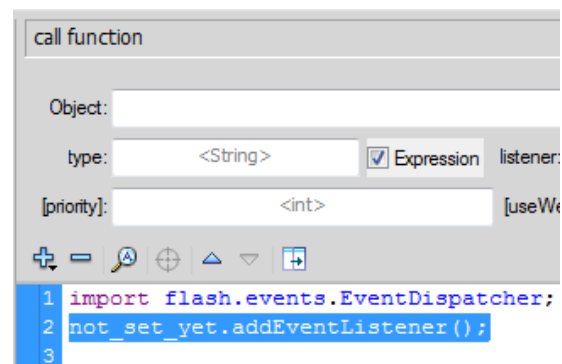 call function
Object:
type: <String> Expression listener:
[priority]: <int> [useWe
1 import flash.events.EventDispatcher;
2 not_set_yet.addEventListener();
3